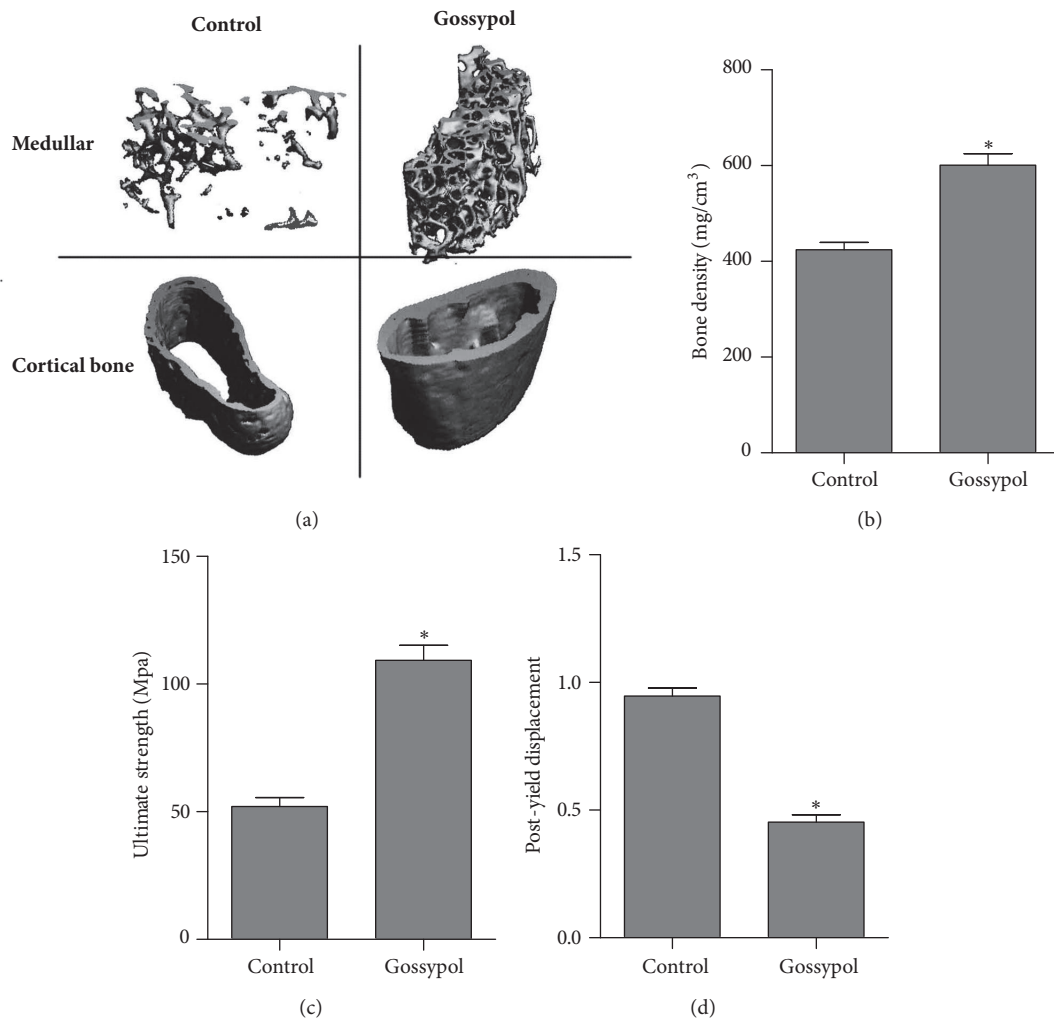 Control
Gossypol
Medullar
Cortical bone
(a)
Bone density (mg/cm³)
800
600
400
200
0
*
Control
Gossypol
(b)
Ultimate strength (Mpa)
150
100
50
0
*
Control
Gossypol
(c)
Post-yield displacement
1.5
1.0
0.5
0.0
*
Control
Gossypol
(d)